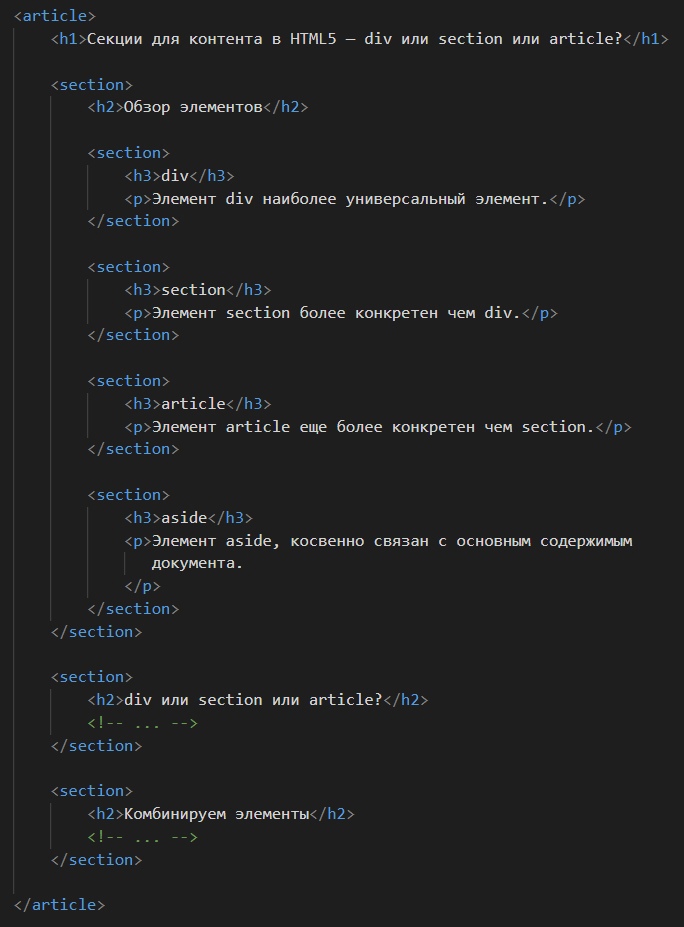 <article>
<h1>Секции для контента в HTML5 — div или section или article?</h1>
<section>
<h2>Обзор элементов</h2>
<section>
<h3>div</h3>
<p>Элемент div наиболее универсальный элемент.</p>
</section>
<section>
<h3>section</h3>
<p>Элемент section более конкретен чем div.</p>
</section>
<section>
<h3>article</h3>
<p>Элемент article еще более конкретен чем section.</p>
</section>
<section>
<h3>aside</h3>
<p>Элемент aside, косвенно связан с основным содержимым
документа.
</p>
</section>
</section>
<section>
<h2>div или section или article?</h2>
<!-- ... -->
</section>
<section>
<h2>Комбинируем элементы</h2>
<!-- ... -->
</section>
</article>